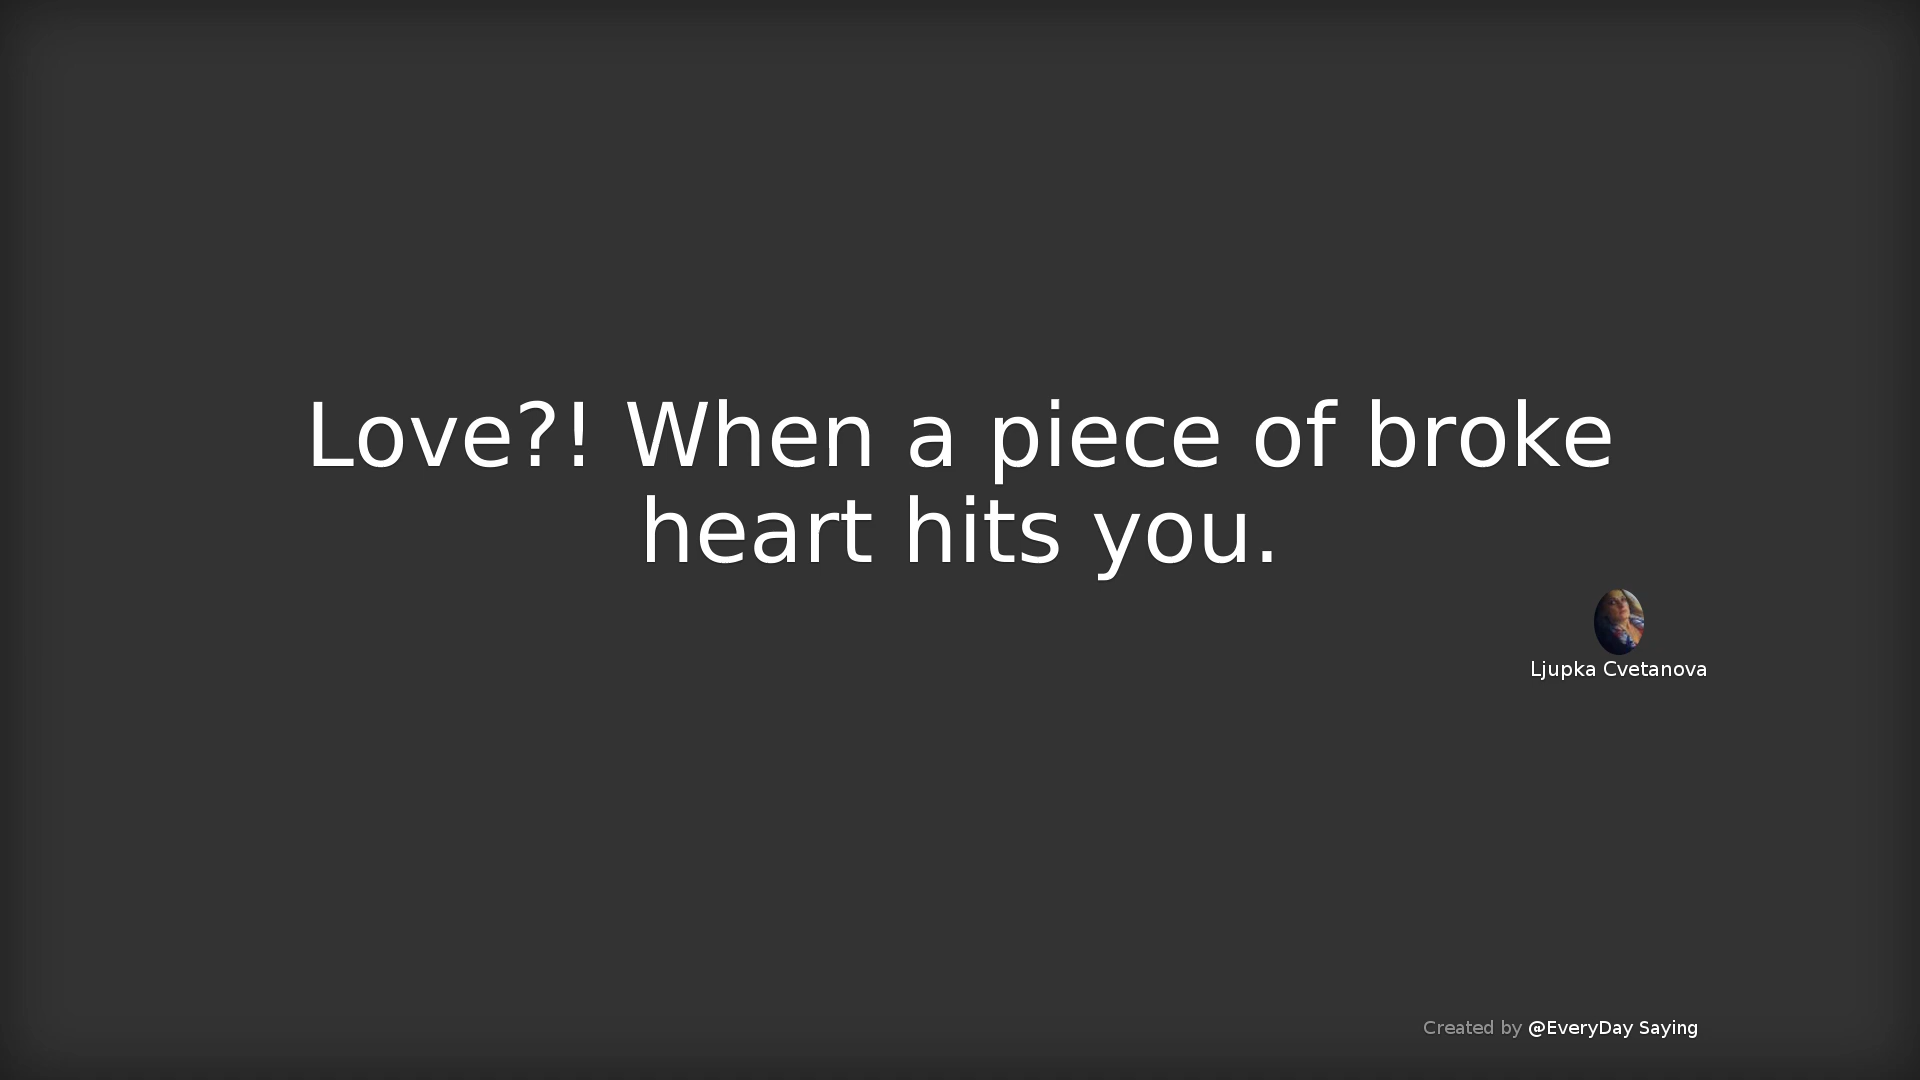 Love?! When a piece of broke
heart hits you.
Ljupka Cvetanova
Created by @EveryDay Saying